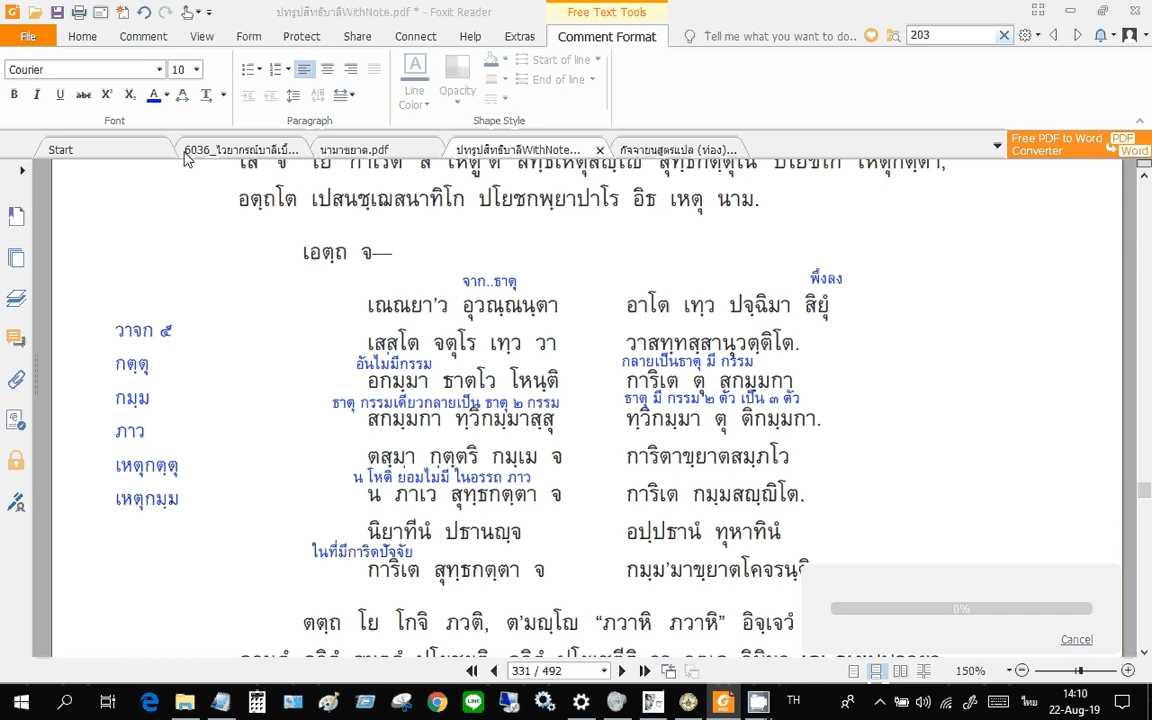 ปทรูปสิทธิบาลีWithNote.pdf * - Foxit Reader
Free Text Tools
File Home Comment View Form Protect Share Connect Help Extras Comment Format Tell me what you want to do.. 203
Courier 10 Start of line
Line Color Opacity End of line
Font Paragraph Shape Style
Start 6036_ไวยากรณ์บาลีเบื้... นามาขยาด.pdf ปทรูปสิทธิบาลีWithNote... กัจจายนสูตรแปล (ท่อง)...
Free PDF to Word Converter
PDF Word
อตฺถโต เปสนชฺเฌสนาทิโก ปโยชกพฺยาปาโร อิธ เหตุ นาม.
เอตฺถ จ—
จาก..ธาตุ พึ่งลง
เณณยา’ว อุวณฺณนฺตา อาโต เทฺว ปจฺฉิมา สิยุํ
วาจก ๕
เสสโต จตุโร เทฺว วา วาสทฺทสฺสานุวตฺติโต.
อันไม่มีกรรม กลายเป็นธาตุ มี กรรม
กตฺตุ
อกมฺมา ธาตโว โหนฺติ การิเต ตุ สกมฺมกา
กมฺม
ธาตุ กรรมเดียวกลายเป็น ธาตุ ๒ กรรม ธาตุ มี กรรม ๒ ตัว เป็น ๓ ตัว
สกมฺมกา ทฺวิกมฺมาสฺสุ ทฺวิกมฺมา ตุ ติกมฺมกา.
ภาว
ตสฺมา กตฺตริ กมฺเม จ การิตาขฺยาตสมฺภโว
เหตุกตฺตุ
น โหติ ย่อมไม่มี ในอรรถ ภาว
น ภาเว สุทฺธกตฺตา จ การิเต กมฺมสญฺญิโต.
เหตุกมฺม
นิยาทีนํ ปธานญฺจ อปฺปธานํ ทุหาทินํ
ในที่มีการิตปัจจัย
การิเต สุทฺธกตฺตา จ กมฺม’มาขฺยาตโคจรนฺติ
0%
Cancel
ตตฺถ โย โกจิ ภวติ, ต’มญฺโญ “ภวาหิ ภวาหิ” อิจฺเจวํ
331 / 492 150%
TH ไทย 14:10
22-Aug-19